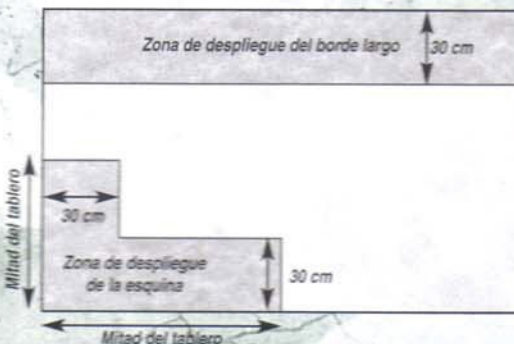 Zona de despliegue del borde largo
30 cm
Mitad del tablero
30 cm
Zona de despliegue
de la esquina
30 cm
Mitad del tablero